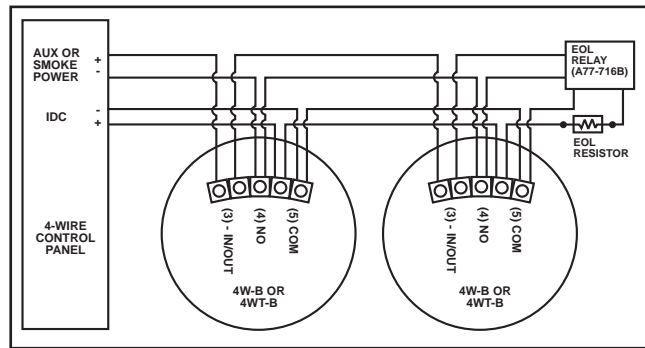 AUX OR
SMOKE
POWER
+
-
IDC
-
+
4-WIRE
CONTROL
PANEL
EOL
RELAY
(A77-716B)
EOL
RESISTOR
(3) - IN/OUT
(4) NO
(5) COM
4W-B OR
4WT-B
(3) - IN/OUT
(4) NO
(5) COM
4W-B OR
4WT-B